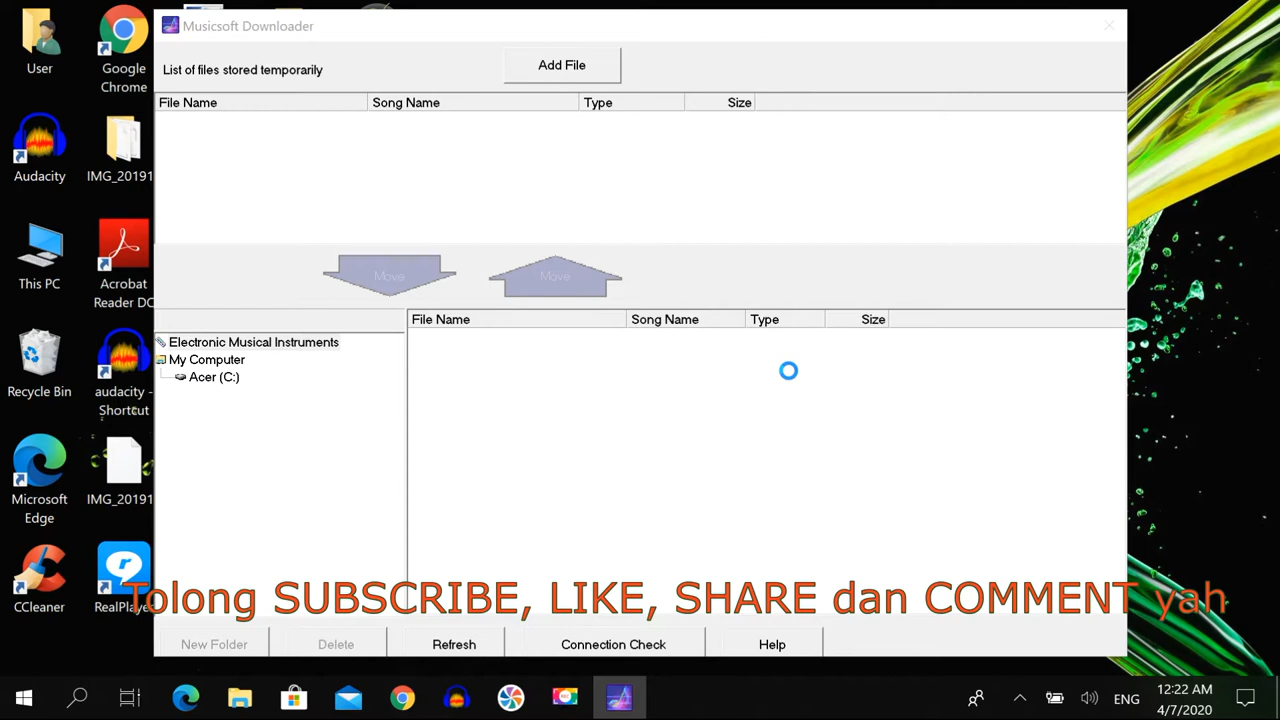 Musicsoft Downloader
List of files stored temporarily
Add File
File Name Song Name Type Size
Move Move
File Name Song Name Type Size
Electronic Musical Instruments
My Computer
Acer (C:)
Tolong SUBSCRIBE, LIKE, SHARE dan COMMENT yah
New Folder Delete Refresh Connection Check Help
User
Google
Chrome
Audacity
IMG_20191
This PC
Acrobat
Reader DC
Recycle Bin
audacity -
Shortcut
Microsoft
Edge
IMG_20191
CCleaner
RealPlaye
REC
ENG
12:22 AM
4/7/2020